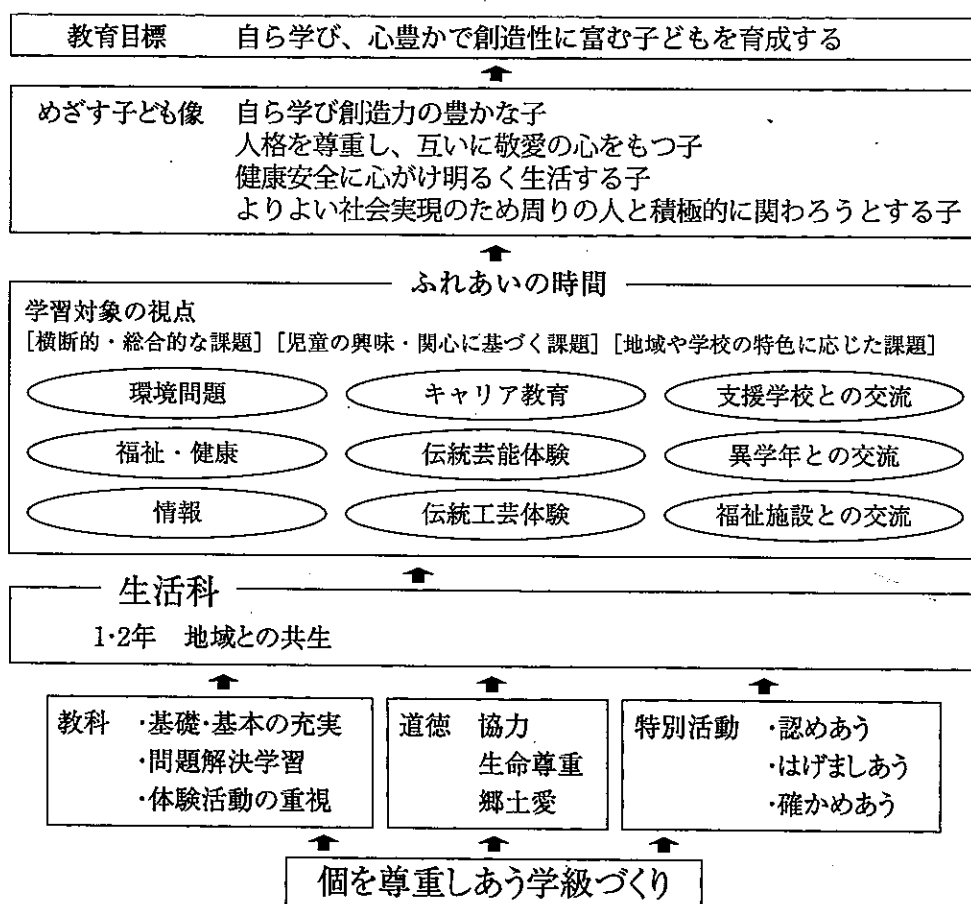 教育目標　自ら学び、心豊かで創造性に富む子どもを育成する
めざす子ども像　自ら学び創造力の豊かな子
人格を尊重し、互いに敬愛の心をもつ子
健康安全に心がけ明るく生活する子
よりよい社会実現のため周りの人と積極的に関わろうとする子
ふれあいの時間
学習対象の視点
[横断的・総合的な課題] [児童の興味・関心に基づく課題] [地域や学校の特色に応じた課題]
環境問題　キャリア教育　支援学校との交流
福祉・健康　伝統芸能体験　異学年との交流
情報　伝統工芸体験　福祉施設との交流
生活科
1・2年　地域との共生
教科　・基礎・基本の充実
・問題解決学習
・体験活動の重視
道徳　協力
生命尊重
郷土愛
特別活動　・認めあう
・はげましあう
・確かめあう
個を尊重しあう学級づくり